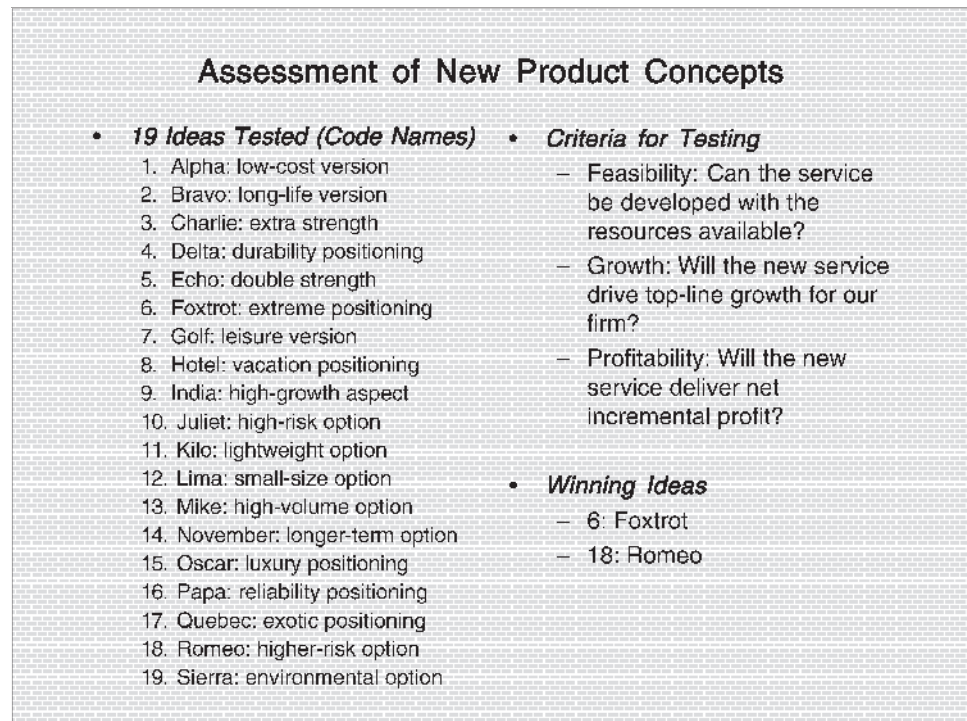 Assessment of New Product Concepts
• 19 Ideas Tested (Code Names)
1. Alpha: low-cost version
2. Bravo: long-life version
3. Charlie: extra strength
4. Delta: durability positioning
5. Echo: double strength
6. Foxtrot: extreme positioning
7. Golf: leisure version
8. Hotel: vacation positioning
9. India: high-growth aspect
10. Juliet: high-risk option
11. Kilo: lightweight option
12. Lima: small-size option
13. Mike: high-volume option
14. November: longer-term option
15. Oscar: luxury positioning
16. Papa: reliability positioning
17. Quebec: exotic positioning
18. Romeo: higher-risk option
19. Sierra: environmental option
• Criteria for Testing
– Feasibility: Can the service
be developed with the
resources available?
– Growth: Will the new service
drive top-line growth for our
firm?
– Profitability: Will the new
service deliver net
incremental profit?
• Winning Ideas
– 6: Foxtrot
– 18: Romeo